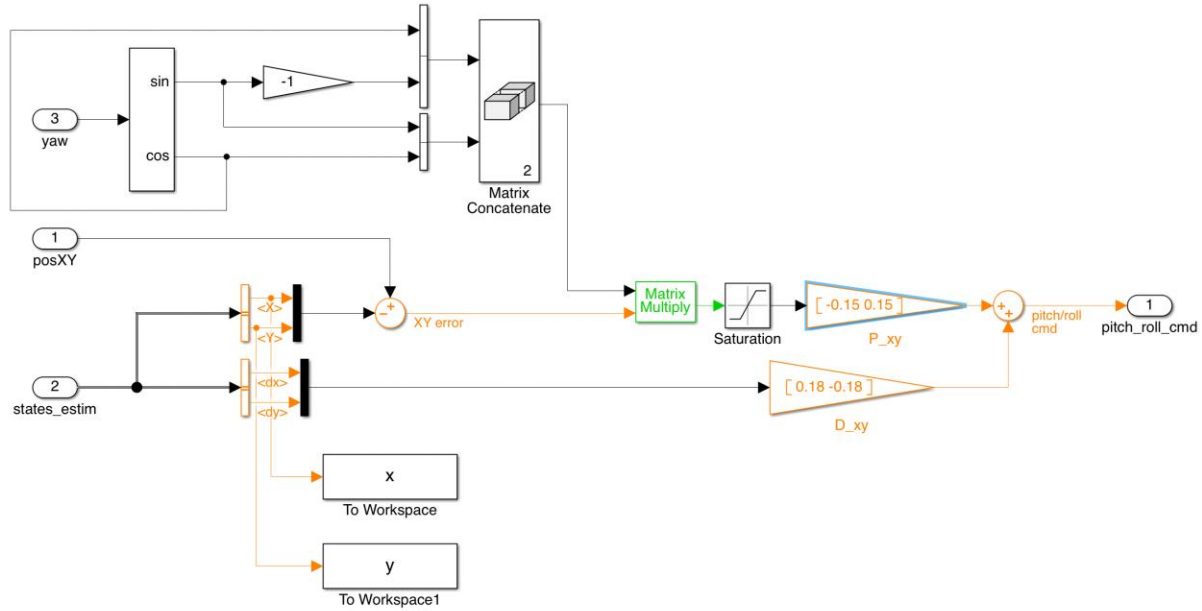 sin
-1
3
yaw
cos
2
Matrix
Concatenate
1
posXY
<X>
+
−
XY error
<Y>
Matrix
Multiply
Saturation
[ -0.15 0.15 ]
P_xy
+
+
pitch/roll
cmd
1
pitch_roll_cmd
2
states_estim
<dx>
<dy>
[ 0.18 -0.18 ]
D_xy
x
To Workspace
y
To Workspace1